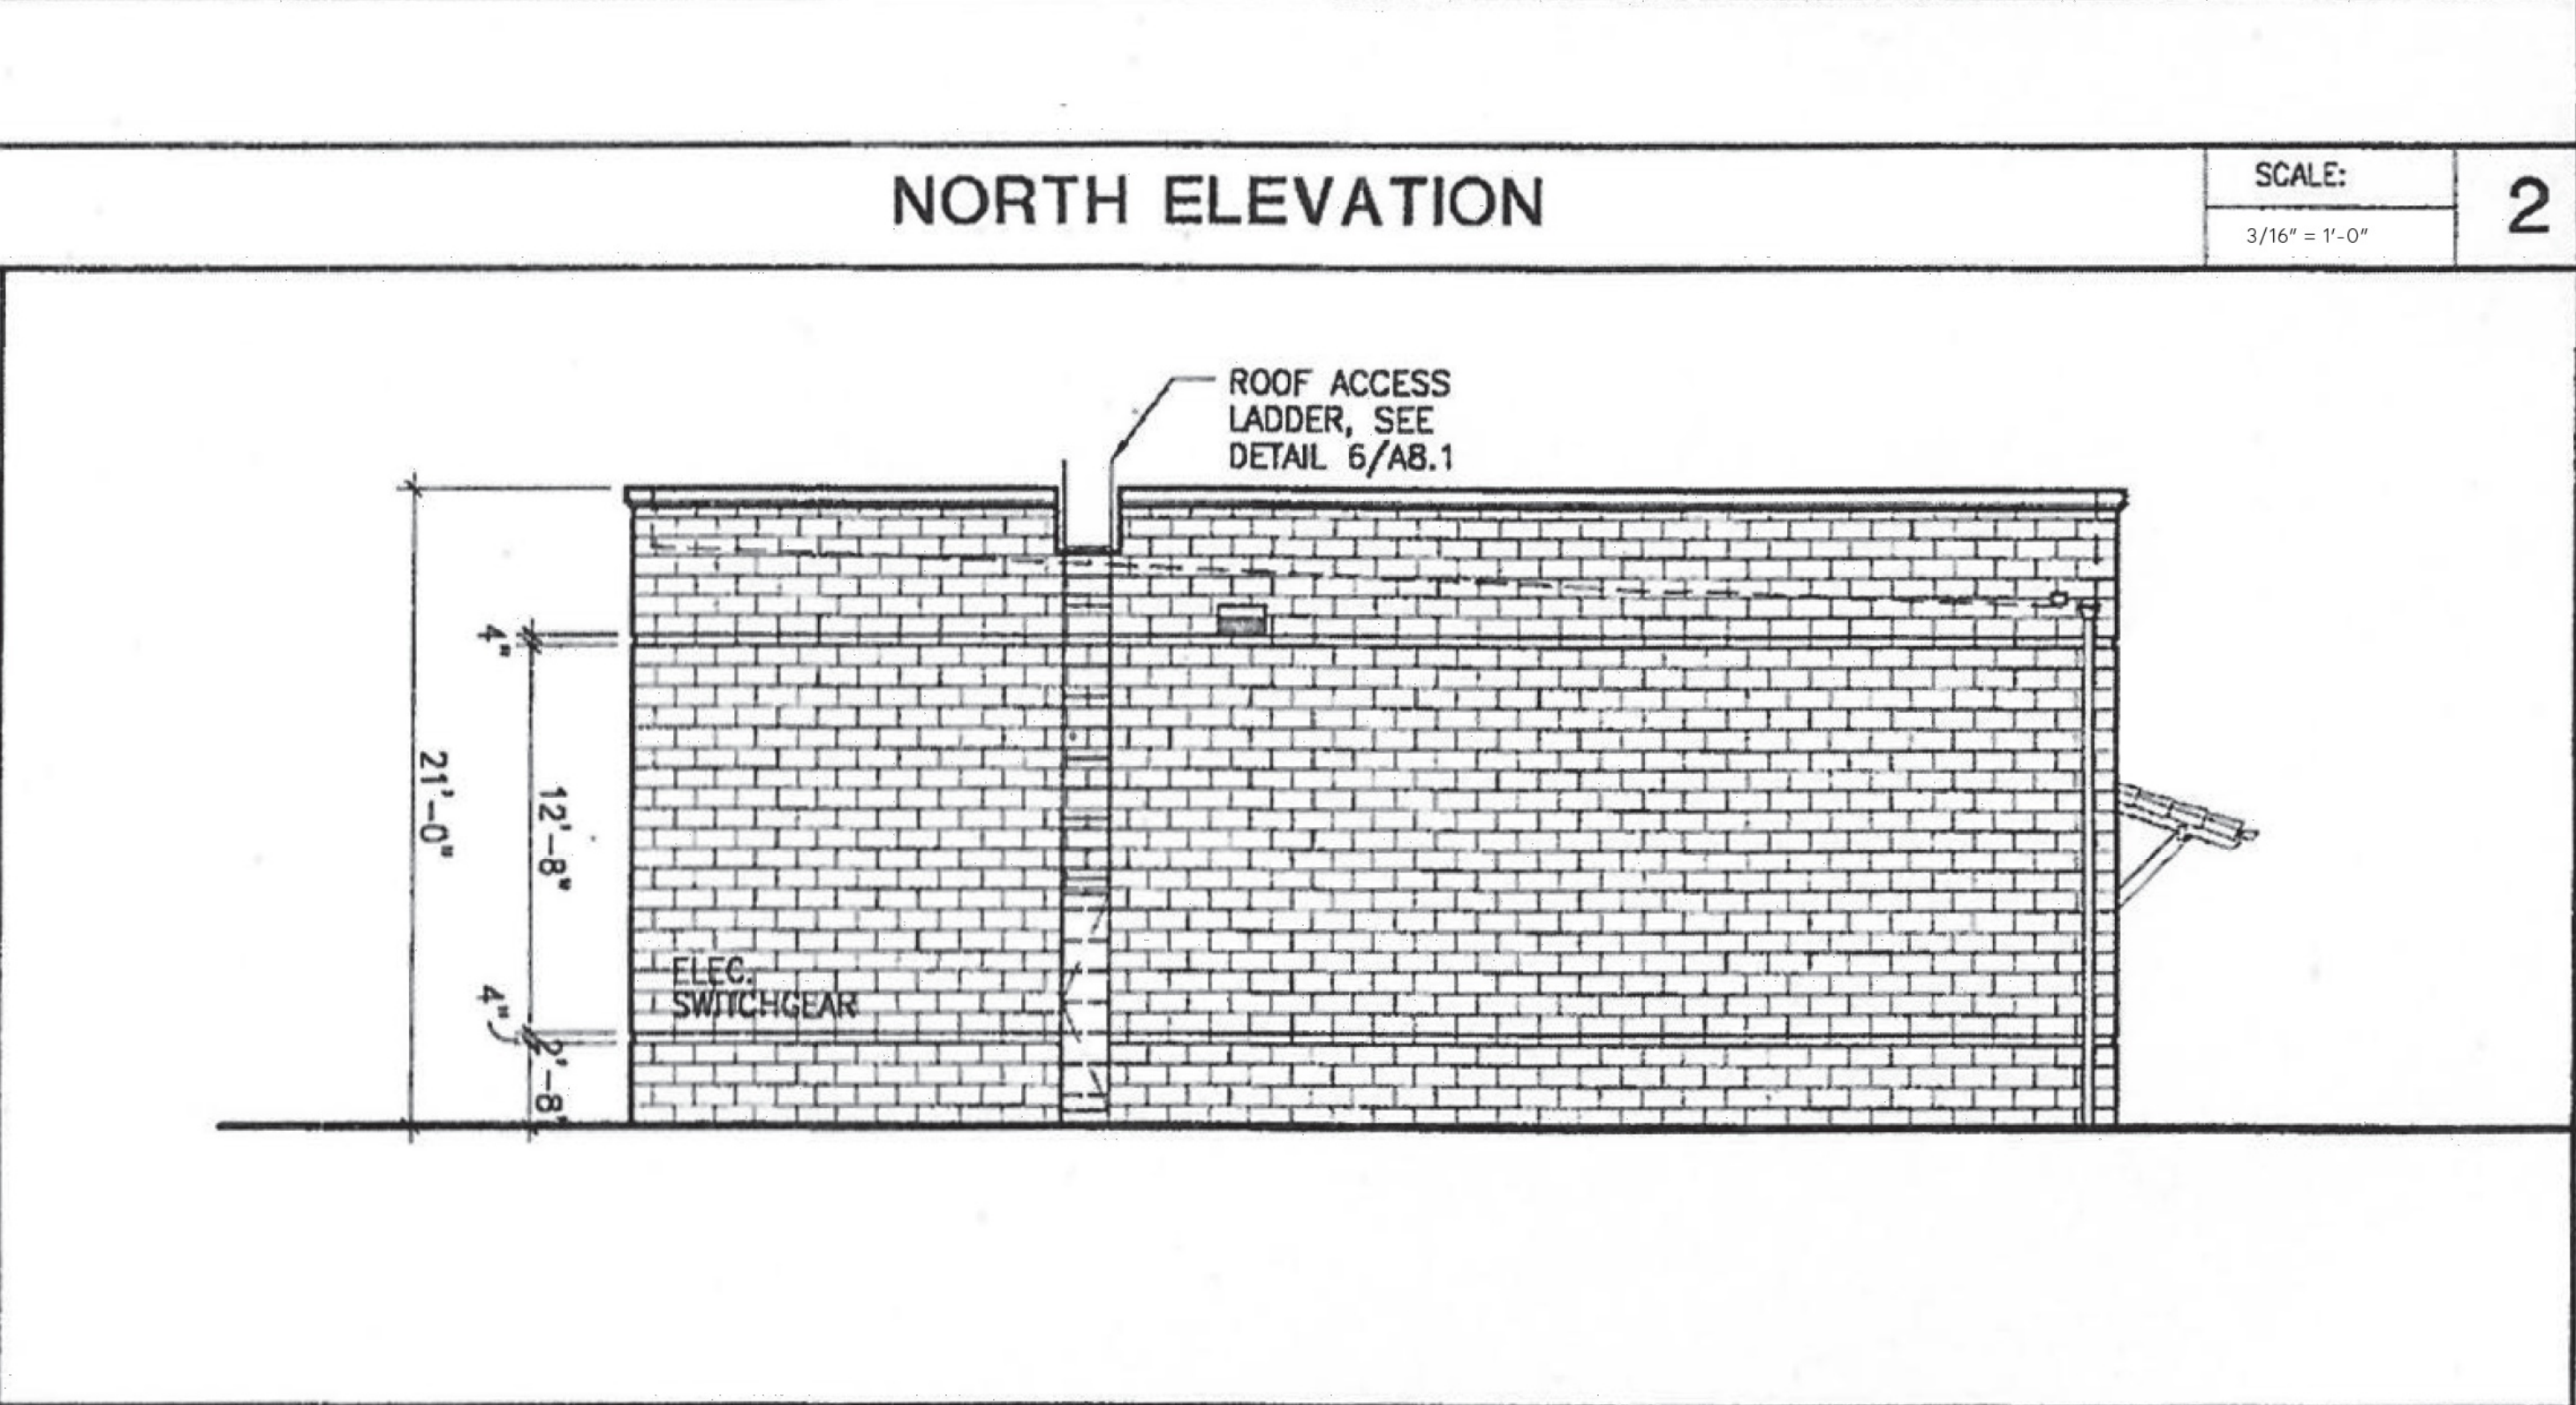 NORTH ELEVATION
SCALE:
3/16" = 1'-0"
2
ROOF ACCESS
LADDER, SEE
DETAIL 6/A8.1
4"
21'-0"
12'-8"
ELEC.
SWITCHGEAR
4"
2'-8"